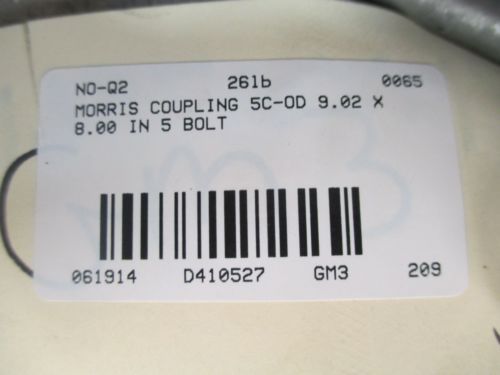 NO-Q2 261b 0065
MORRIS COUPLING 5C-OD 9.02 X
8.00 IN 5 BOLT
061914 D410527 GM3 209